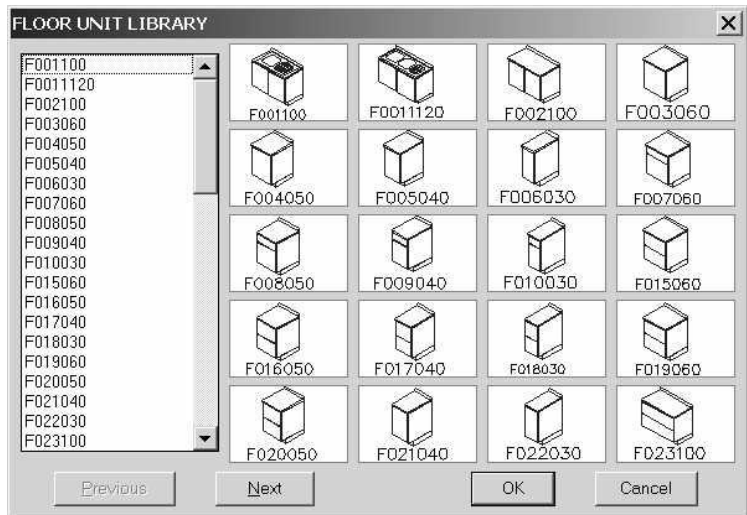 FLOOR UNIT LIBRARY
F001100
F0011120
F002100
F003060
F004050
F005040
F006030
F007060
F008050
F009040
F010030
F015060
F016050
F017040
F018030
F019060
F020050
F021040
F022030
F023100
F001100
F0011120
F002100
F003060
F004050
F005040
F006030
F007060
F008050
F009040
F010030
F015060
F016050
F017040
F018030
F019060
F020050
F021040
F022030
F023100
Previous
Next
OK
Cancel